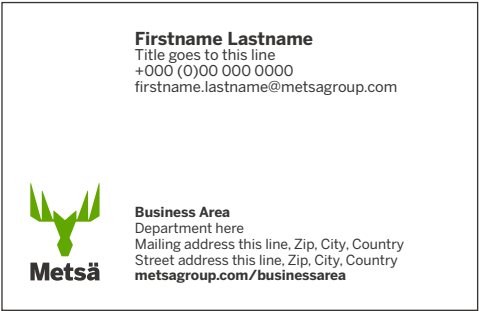 Firstname Lastname
Title goes to this line
+000 (0)00 000 0000
firstname.lastname@metsagroup.com
Metsä
Business Area
Department here
Mailing address this line, Zip, City, Country
Street address this line, Zip, City, Country
metsagroup.com/businessarea